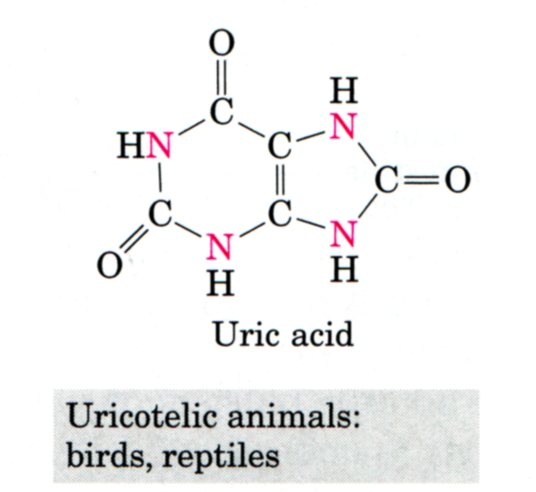 O
H
C
N
HN
C
C
O
C
C
N
N
O
H
H
Uric acid
Uricotelic animals:
birds, reptiles